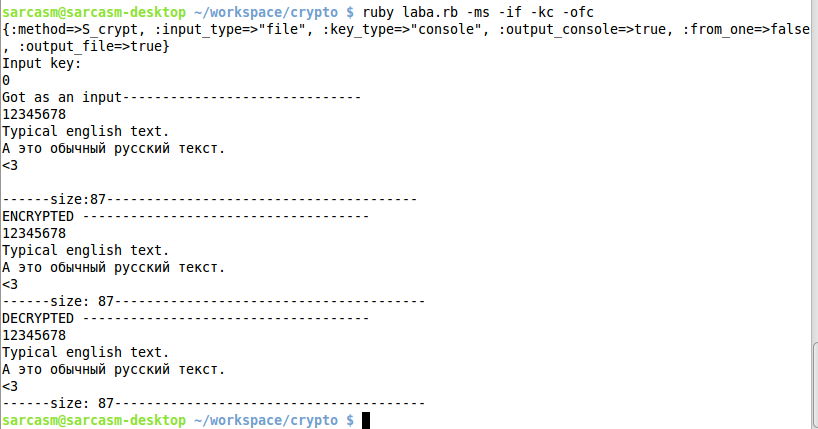 sarcasm@sarcasm-desktop ~/workspace/crypto $ ruby laba.rb -ms -if -kc -ofc
{:method=>S_crypt, :input_type=>"file", :key_type=>"console", :output_console=>true, :from_one=>false
, :output_file=>true}
Input key:
0
Got as an input------------------------------
12345678
Typical english text.
А это обычный русский текст.
<3
------size:87---------------------------------------
ENCRYPTED ------------------------------------
12345678
Typical english text.
А это обычный русский текст.
<3
------size: 87---------------------------------------
DECRYPTED ------------------------------------
12345678
Typical english text.
А это обычный русский текст.
<3
------size: 87---------------------------------------
sarcasm@sarcasm-desktop ~/workspace/crypto $